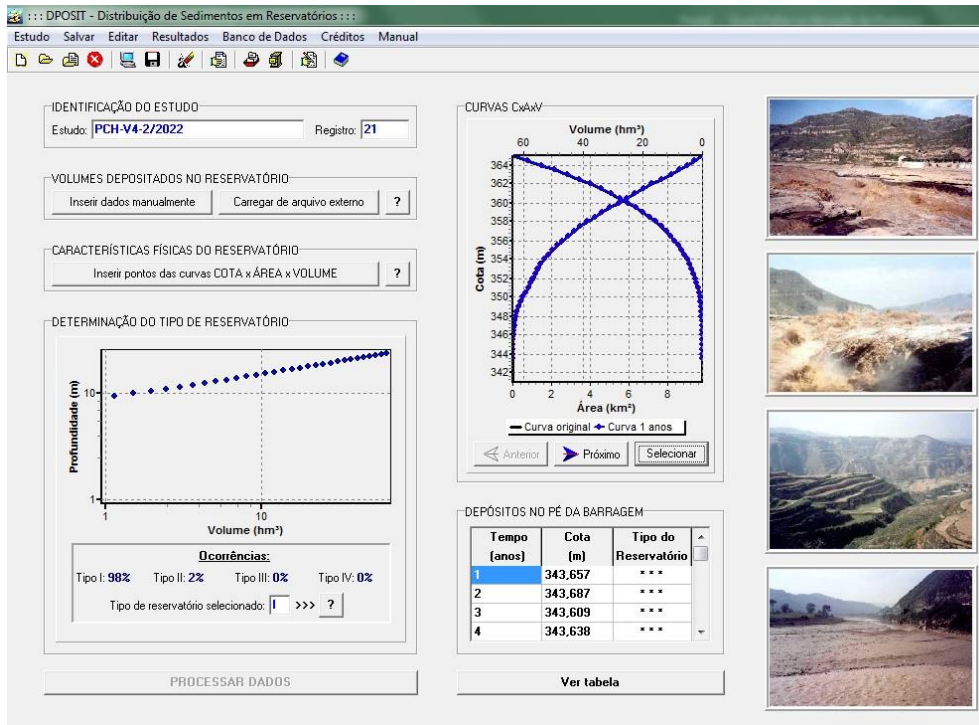 ::: DPOSIT - Distribuição de Sedimentos em Reservatórios :::
Estudo Salvar Editar Resultados Banco de Dados Créditos Manual
IDENTIFICAÇÃO DO ESTUDO
Estudo: PCH-V4-2/2022 Registro: 21
VOLUMES DEPOSITADOS NO RESERVATÓRIO
Inserir dados manualmente Carregar de arquivo externo ?
CARACTERÍSTICAS FÍSICAS DO RESERVATÓRIO
Inserir pontos das curvas COTA x ÁREA x VOLUME ?
DETERMINAÇÃO DO TIPO DE RESERVATÓRIO
Profundidade (m)
10
1
1 10
Volume (hm³)
Ocorrências:
Tipo I: 98% Tipo II: 2% Tipo III: 0% Tipo IV: 0%
Tipo de reservatório selecionado: I >>> ?
PROCESSAR DADOS
CURVAS CxAxV
Volume (hm³)
60 40 20 0
Cota (m)
364
362
360
358
356
354
352
350
348
346
344
342
0 2 4 6 8
Área (km²)
Curva original Curva 1 anos
Anterior Próximo Selecionar
DEPÓSITOS NO PÉ DA BARRAGEM
Tempo Cota Tipo do
(anos) (m) Reservatório
1 343,657 * * *
2 343,687 * * *
3 343,609 * * *
4 343,638 * * *
Ver tabela